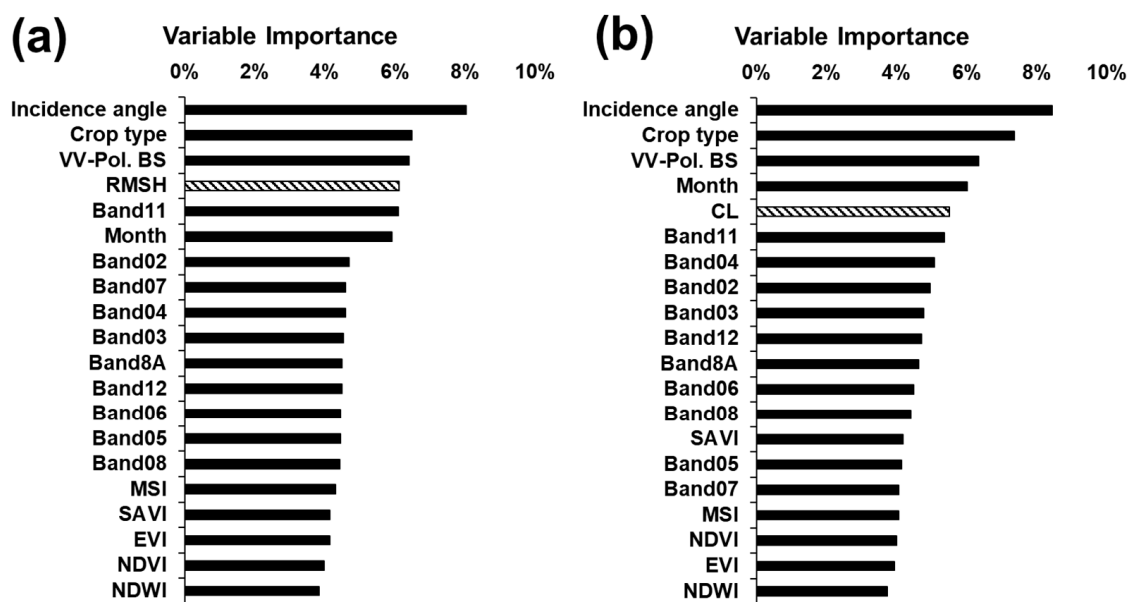 (a)
Variable Importance
0% 2% 4% 6% 8% 10%
Incidence angle
Crop type
VV-Pol. BS
RMSH
Band11
Month
Band02
Band07
Band04
Band03
Band8A
Band12
Band06
Band05
Band08
MSI
SAVI
EVI
NDVI
NDWI
(b)
Variable Importance
0% 2% 4% 6% 8% 10%
Incidence angle
Crop type
VV-Pol. BS
Month
CL
Band11
Band04
Band02
Band03
Band12
Band8A
Band06
Band08
SAVI
Band05
Band07
MSI
NDVI
EVI
NDWI